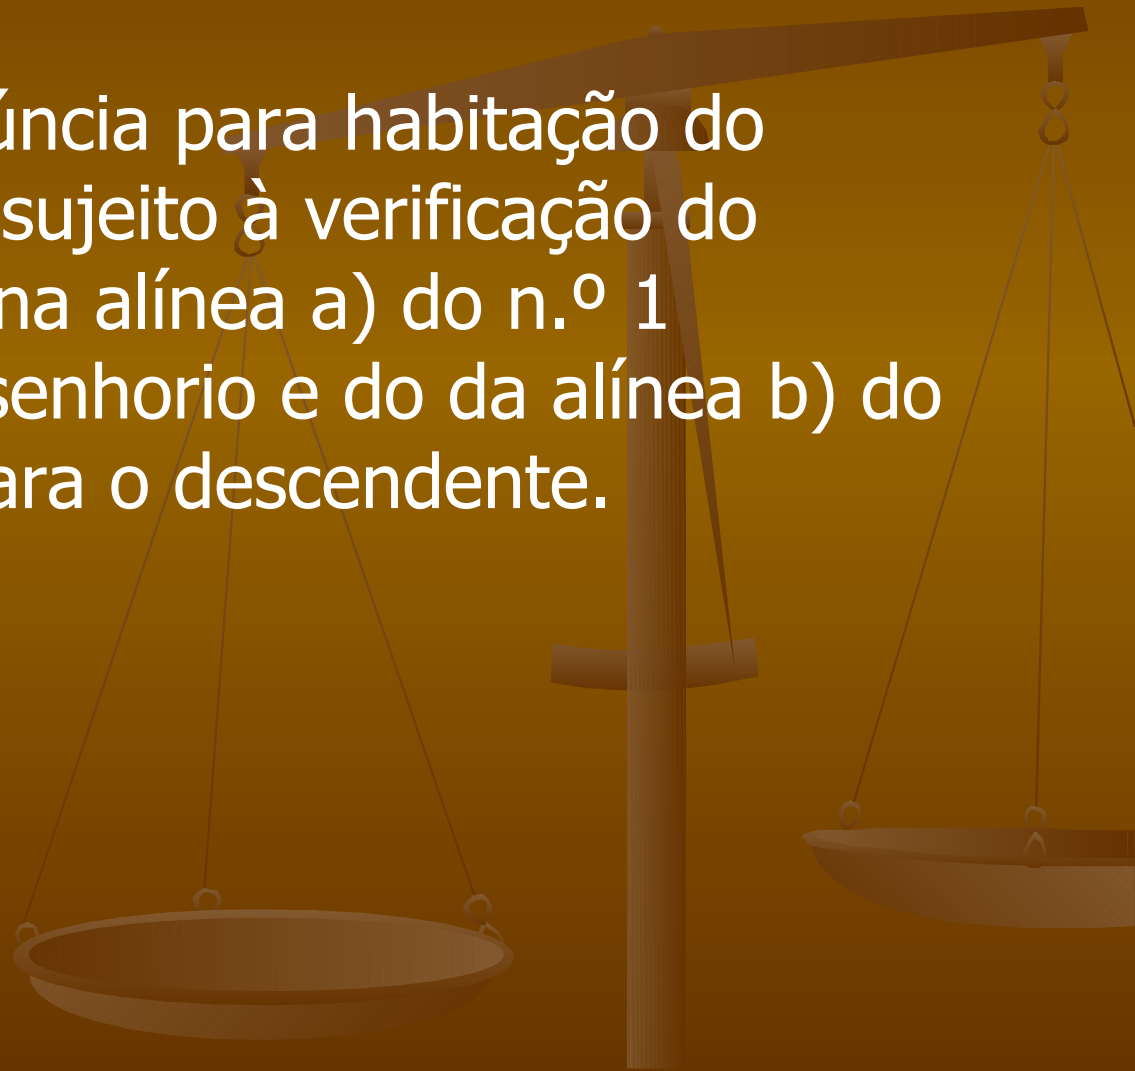 úncia para habitação do
sujeito à verificação do
na alínea a) do n.º 1
senhorio e do da alínea b) do
ara o descendente.